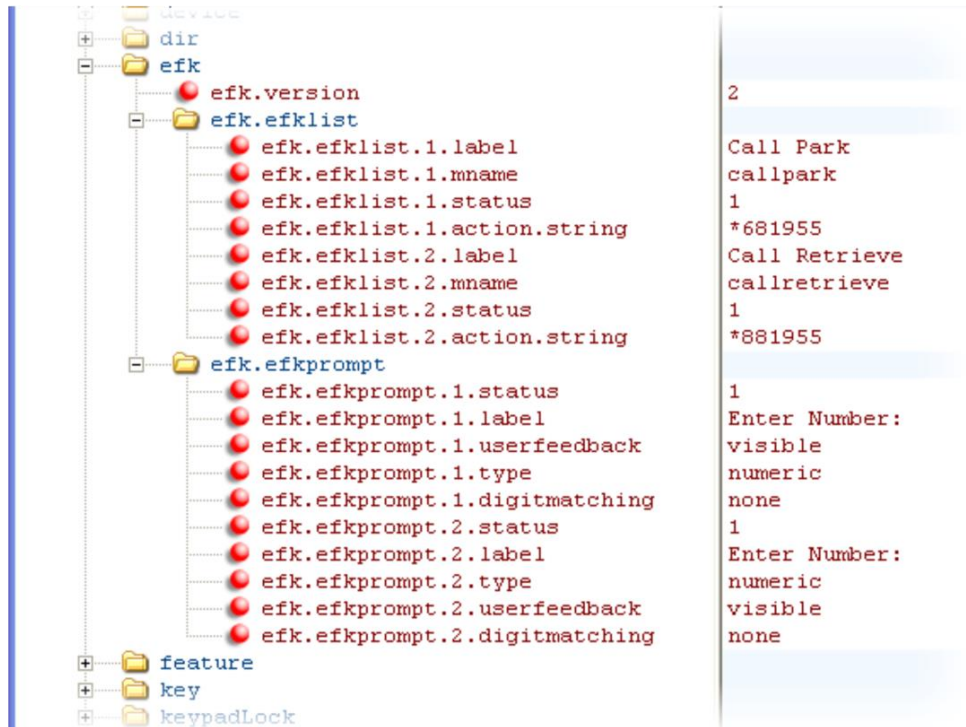 device
dir
efk
efk.version 2
efk.efklist
efk.efklist.1.label Call Park
efk.efklist.1.mname callpark
efk.efklist.1.status 1
efk.efklist.1.action.string *681955
efk.efklist.2.label Call Retrieve
efk.efklist.2.mname callretrieve
efk.efklist.2.status 1
efk.efklist.2.action.string *881955
efk.efkprompt
efk.efkprompt.1.status 1
efk.efkprompt.1.label Enter Number:
efk.efkprompt.1.userfeedback visible
efk.efkprompt.1.type numeric
efk.efkprompt.1.digitmatching none
efk.efkprompt.2.status 1
efk.efkprompt.2.label Enter Number:
efk.efkprompt.2.type numeric
efk.efkprompt.2.userfeedback visible
efk.efkprompt.2.digitmatching none
feature
key
keypadLock